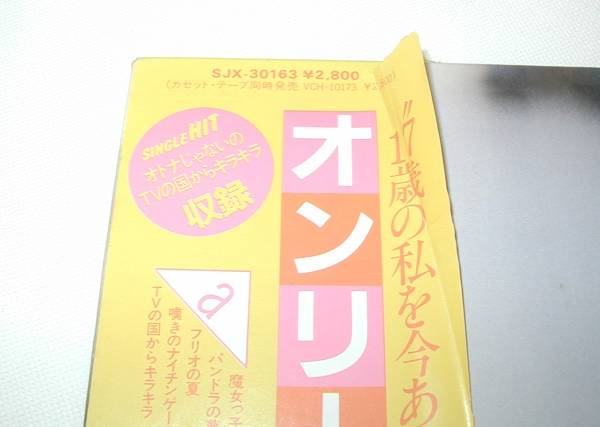 SJX-30163 ¥2,800
(カセット・テープ同時発売 VCH-10173
SINGLE HIT
オトナじゃないの
TVの国からキラキラ
収録
オンリー
"17歳の私を今あ
a
魔女っ子
パンドラの
フリオの夏
嘆きのナイチンゲー
TVの国からキラキラ